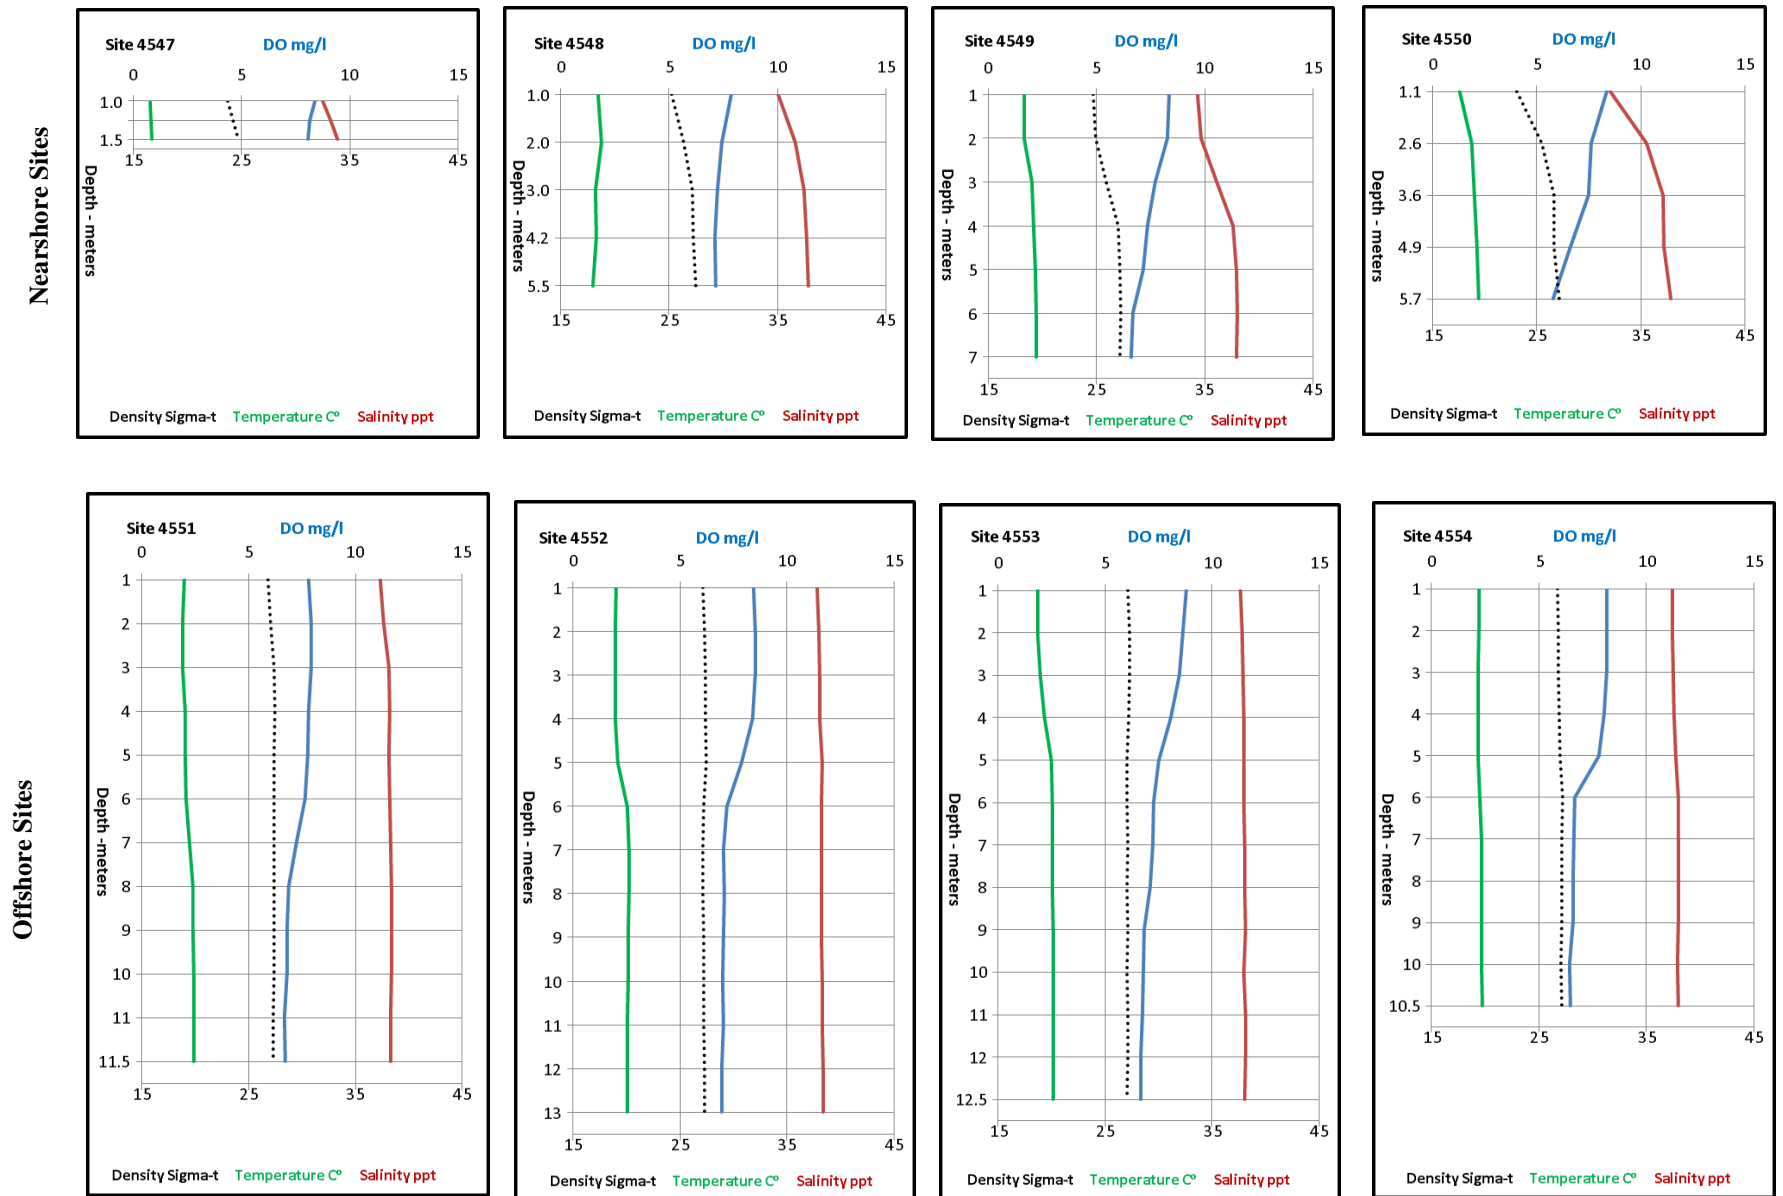 Nearshore Sites
Site 4547 DO mg/l
0 5 10 15
1.0
1.5
15 25 35 45
Depth - meters
Density Sigma-t Temperature Cº Salinity ppt
Site 4548 DO mg/l
0 5 10 15
1.0
2.0
3.0
4.2
5.5
15 25 35 45
Depth - meters
Density Sigma-t Temperature Cº Salinity ppt
Site 4549 DO mg/l
0 5 10 15
1
2
3
4
5
6
7
15 25 35 45
Depth - meters
Density Sigma-t Temperature Cº Salinity ppt
Site 4550 DO mg/l
0 5 10 15
1.1
2.6
3.6
4.9
5.7
15 25 35 45
Depth - meters
Density Sigma-t Temperature Cº Salinity ppt
Offshore Sites
Site 4551 DO mg/l
0 5 10 15
1
2
3
4
5
6
7
8
9
10
11
11.5
15 25 35 45
Depth -meters
Density Sigma-t Temperature Cº Salinity ppt
Site 4552 DO mg/l
0 5 10 15
1
2
3
4
5
6
7
8
9
10
11
12
13
15 25 35 45
Depth - meters
Density Sigma-t Temperature Cº Salinity ppt
Site 4553 DO mg/l
0 5 10 15
1
2
3
4
5
6
7
8
9
10
11
12
12.5
15 25 35 45
Depth - meters
Density Sigma-t Temperature Cº Salinity ppt
Site 4554 DO mg/l
0 5 10 15
1
2
3
4
5
6
7
8
9
10
10.5
15 25 35 45
Depth - meters
Density Sigma-t Temperature Cº Salinity ppt